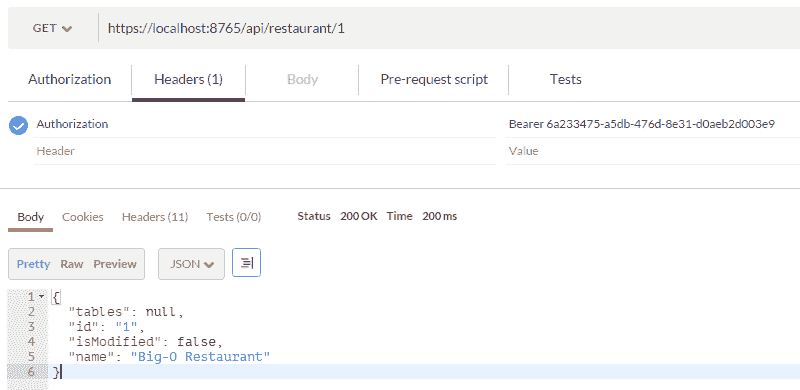 GET https://localhost:8765/api/restaurant/1
Authorization Headers (1) Body Pre-request script Tests
Authorization Bearer 6a233475-a5db-476d-8e31-d0aeb2d003e9
Header Value
Body Cookies Headers (11) Tests (0/0) Status 200 OK Time 200 ms
Pretty Raw Preview JSON
1 {
2 "tables": null,
3 "id": "1",
4 "isModified": false,
5 "name": "Big-O Restaurant"
6 }